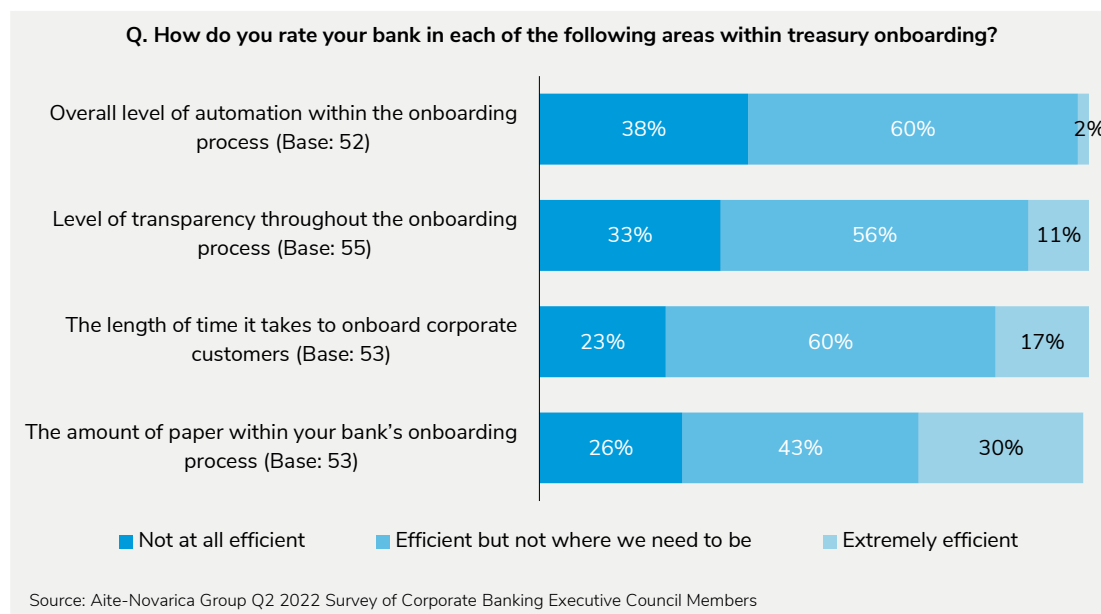 Q. How do you rate your bank in each of the following areas within treasury onboarding?
Overall level of automation within the onboarding
process (Base: 52)
38%
60%
2%
Level of transparency throughout the onboarding
process (Base: 55)
33%
56%
11%
The length of time it takes to onboard corporate
customers (Base: 53)
23%
60%
17%
The amount of paper within your bank’s onboarding
process (Base: 53)
26%
43%
30%
Not at all efficient
Efficient but not where we need to be
Extremely efficient
Source: Aite-Novarica Group Q2 2022 Survey of Corporate Banking Executive Council Members